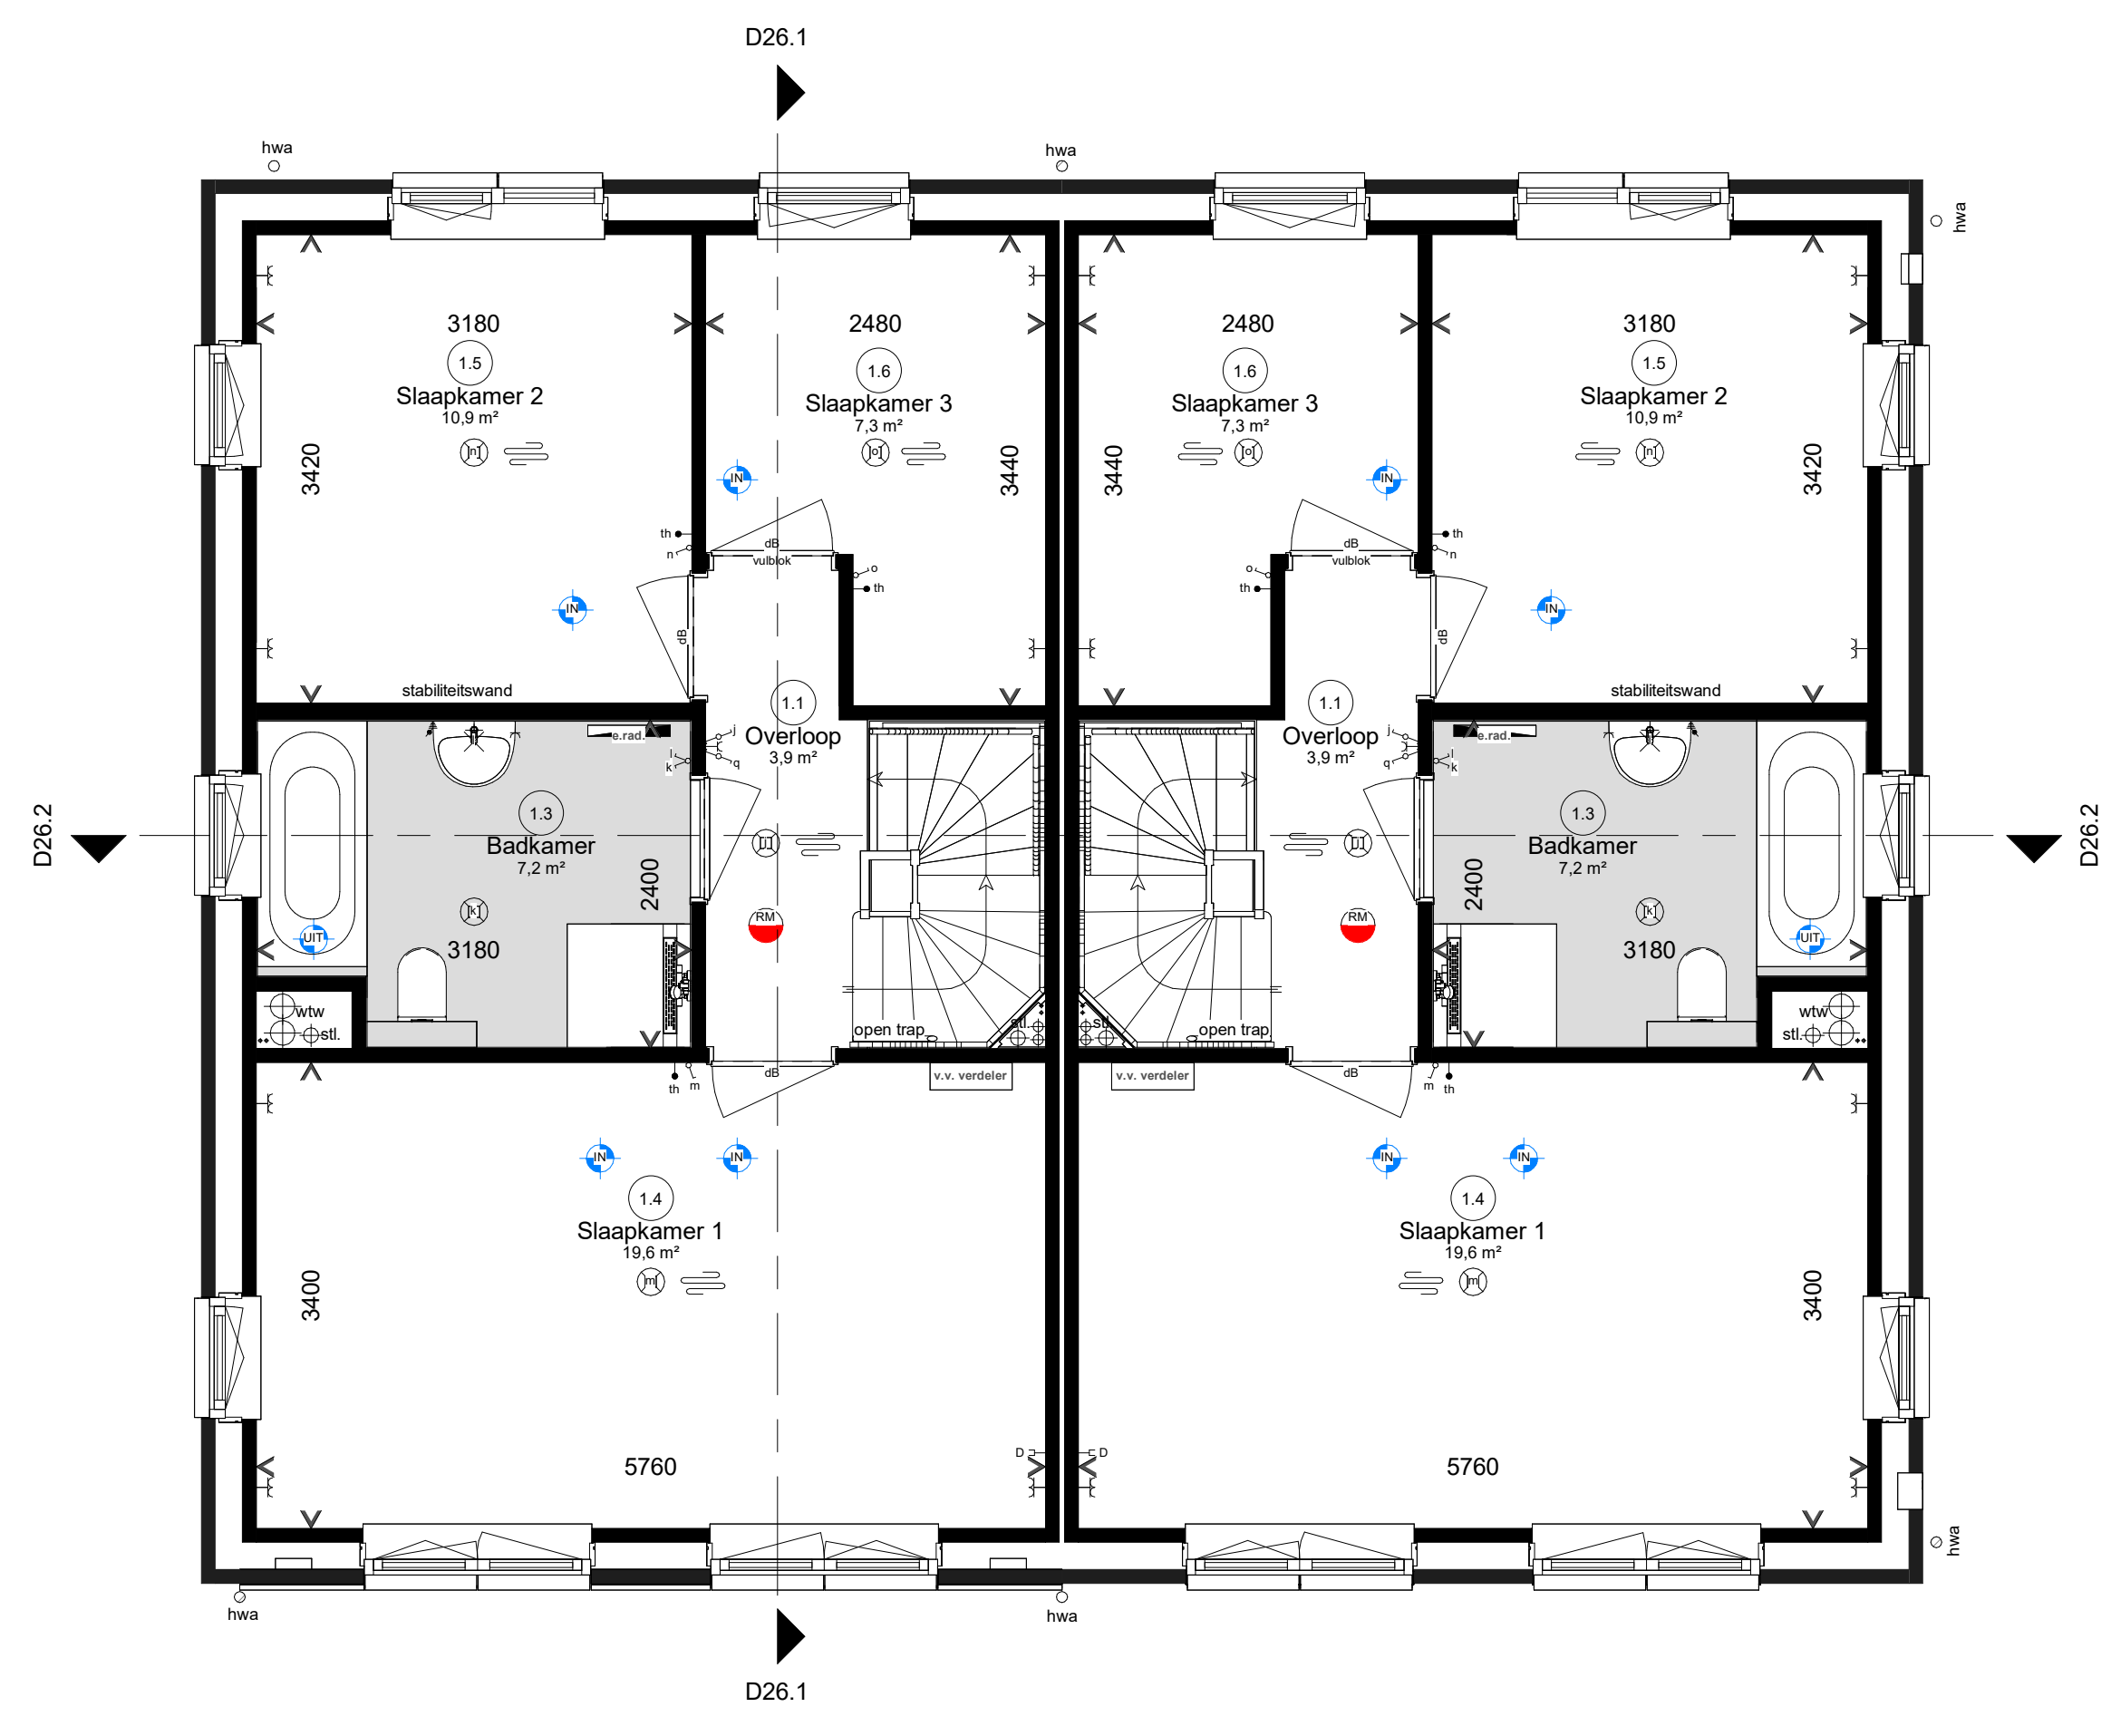 D26.1
hwa
hwa
hwa
3180
2480
2480
3180
1.5
1.6
1.6
1.5
Slaapkamer 2
Slaapkamer 3
Slaapkamer 3
Slaapkamer 2
10,9 m²
7,3 m²
7,3 m²
10,9 m²
n
o
o
n
3420
3440
3440
3420
IN
IN
th
n
dB
vulblok
dB
vulblok
th
n
o
th
o
th
IN
IN
dB
dB
stabiliteitswand
stabiliteitswand
1.1
1.1
e.rad.
j
Overloop
Overloop
j
e.rad.
l
k
q
3,9 m²
3,9 m²
q
l
k
D26.2
1.3
1.3
D26.2
Badkamer
Badkamer
7,2 m²
7,2 m²
2400
2400
k
k
RM
RM
UIT
3180
3180
UIT
wtw
stl.
open trap
stl.
stl.
open trap
wtw
stl.
th
m
dB
v.v. verdeler
v.v. verdeler
dB
m
th
IN
IN
IN
IN
1.4
1.4
Slaapkamer 1
Slaapkamer 1
19,6 m²
19,6 m²
m
m
3400
3400
D
D
5760
5760
hwa
hwa
hwa
D26.1